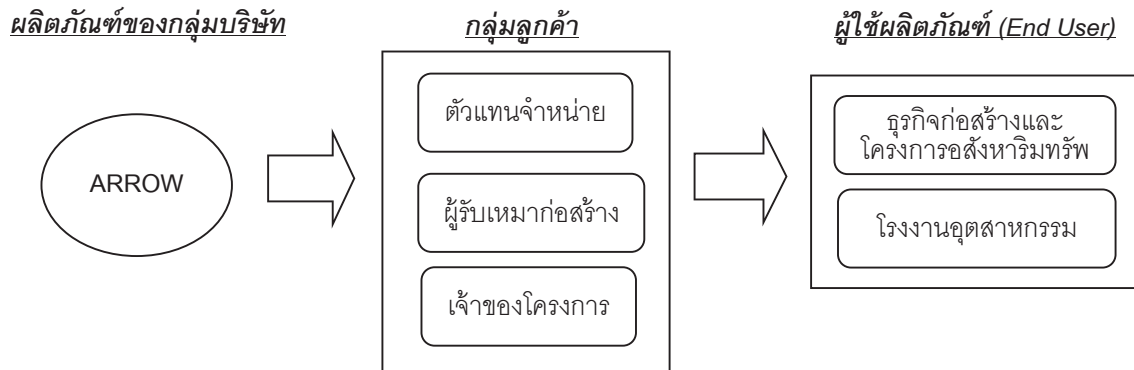 ผลิตภัณฑ์ของกลุ่มบริษัท
กลุ่มลูกค้า
ผู้ใช้ผลิตภัณฑ์ (End User)
ARROW
ตัวแทนจำหน่าย
ผู้รับเหมาก่อสร้าง
เจ้าของโครงการ
ธุรกิจก่อสร้างและ
โครงการอสังหาริมทรัพ
โรงงานอุตสาหกรรม